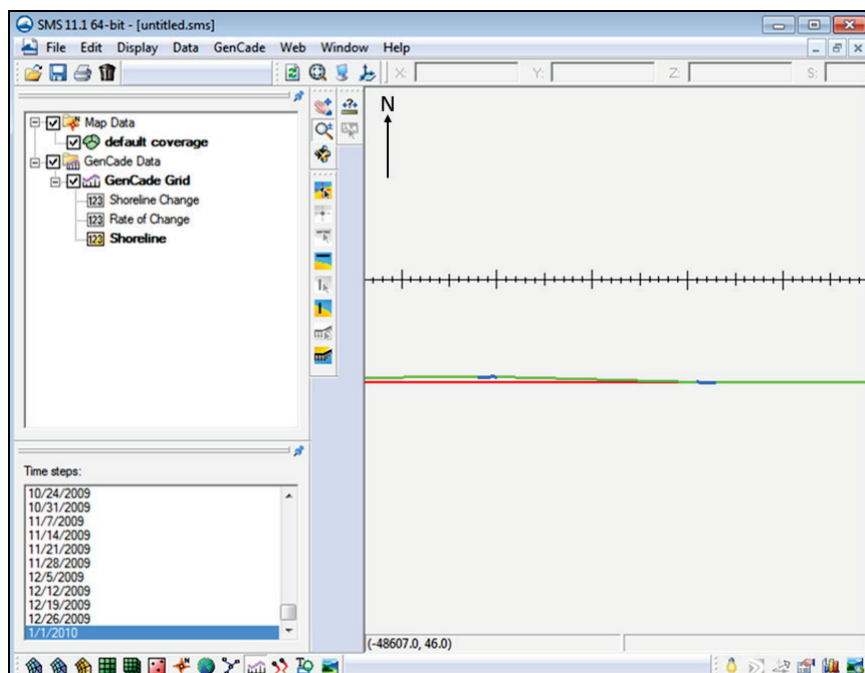 SMS 11.1 64-bit - [untitled.sms]
File Edit Display Data GenCade Web Window Help
X: Y: Z: S:
Map Data
default coverage
GenCade Data
GenCade Grid
123 Shoreline Change
123 Rate of Change
123 Shoreline
N
Time steps:
10/24/2009
10/31/2009
11/7/2009
11/14/2009
11/21/2009
11/28/2009
12/5/2009
12/12/2009
12/19/2009
12/26/2009
1/1/2010
(-48607.0, 46.0)